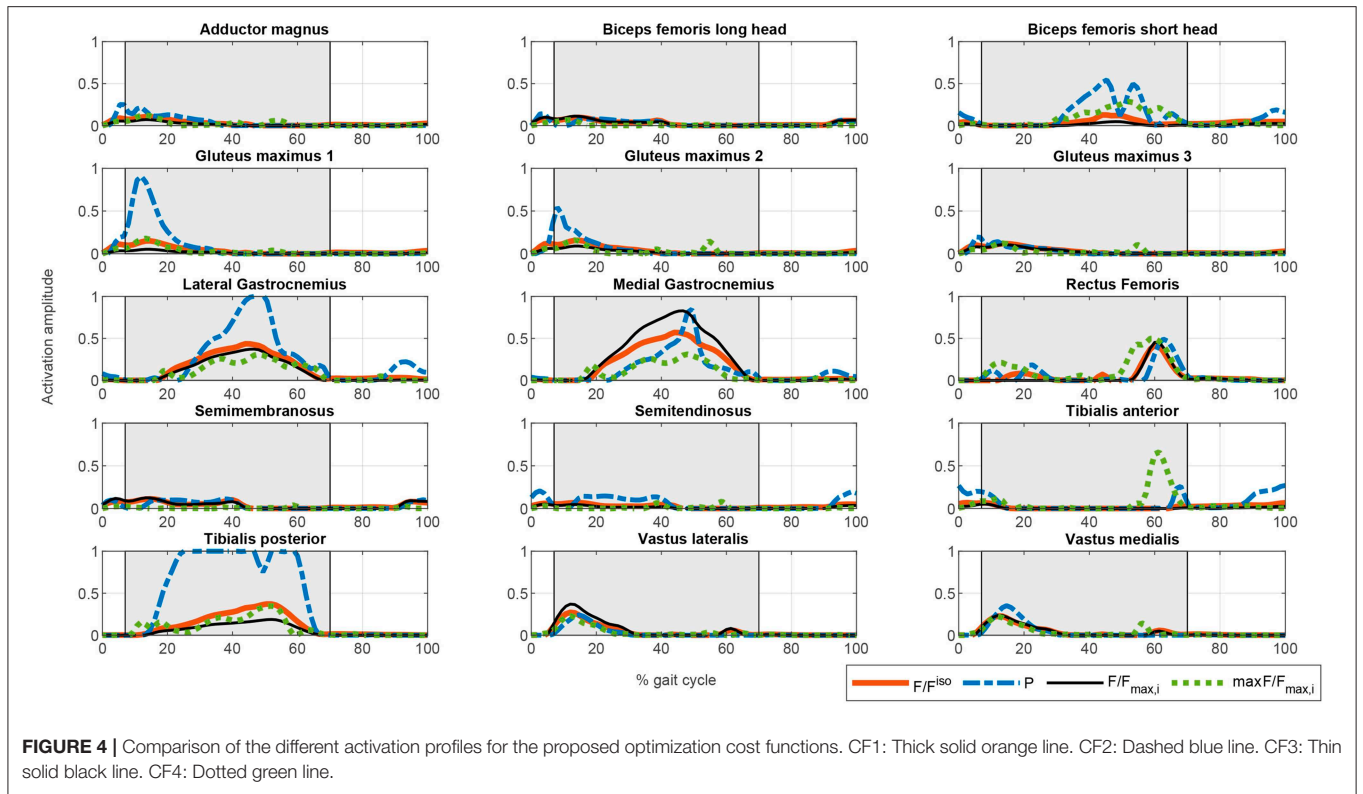 Adductor magnus
Biceps femoris long head
Biceps femoris short head
1
0.5
0
0 20 40 60 80 100
1
0.5
0
0 20 40 60 80 100
1
0.5
0
0 20 40 60 80 100
Gluteus maximus 1
Gluteus maximus 2
Gluteus maximus 3
1
0.5
0
0 20 40 60 80 100
1
0.5
0
0 20 40 60 80 100
1
0.5
0
0 20 40 60 80 100
Lateral Gastrocnemius
Medial Gastrocnemius
Rectus Femoris
Activation amplitude
1
0.5
0
0 20 40 60 80 100
1
0.5
0
0 20 40 60 80 100
1
0.5
0
0 20 40 60 80 100
Semimembranosus
Semitendinosus
Tibialis anterior
1
0.5
0
0 20 40 60 80 100
1
0.5
0
0 20 40 60 80 100
1
0.5
0
0 20 40 60 80 100
Tibialis posterior
Vastus lateralis
Vastus medialis
1
0.5
0
0 20 40 60 80 100
1
0.5
0
0 20 40 60 80 100
1
0.5
0
0 20 40 60 80 100
% gait cycle
F/F^iso P F/F_max,i maxF/F_max,i
FIGURE 4 | Comparison of the different activation profiles for the proposed optimization cost functions. CF1: Thick solid orange line. CF2: Dashed blue line. CF3: Thin
solid black line. CF4: Dotted green line.